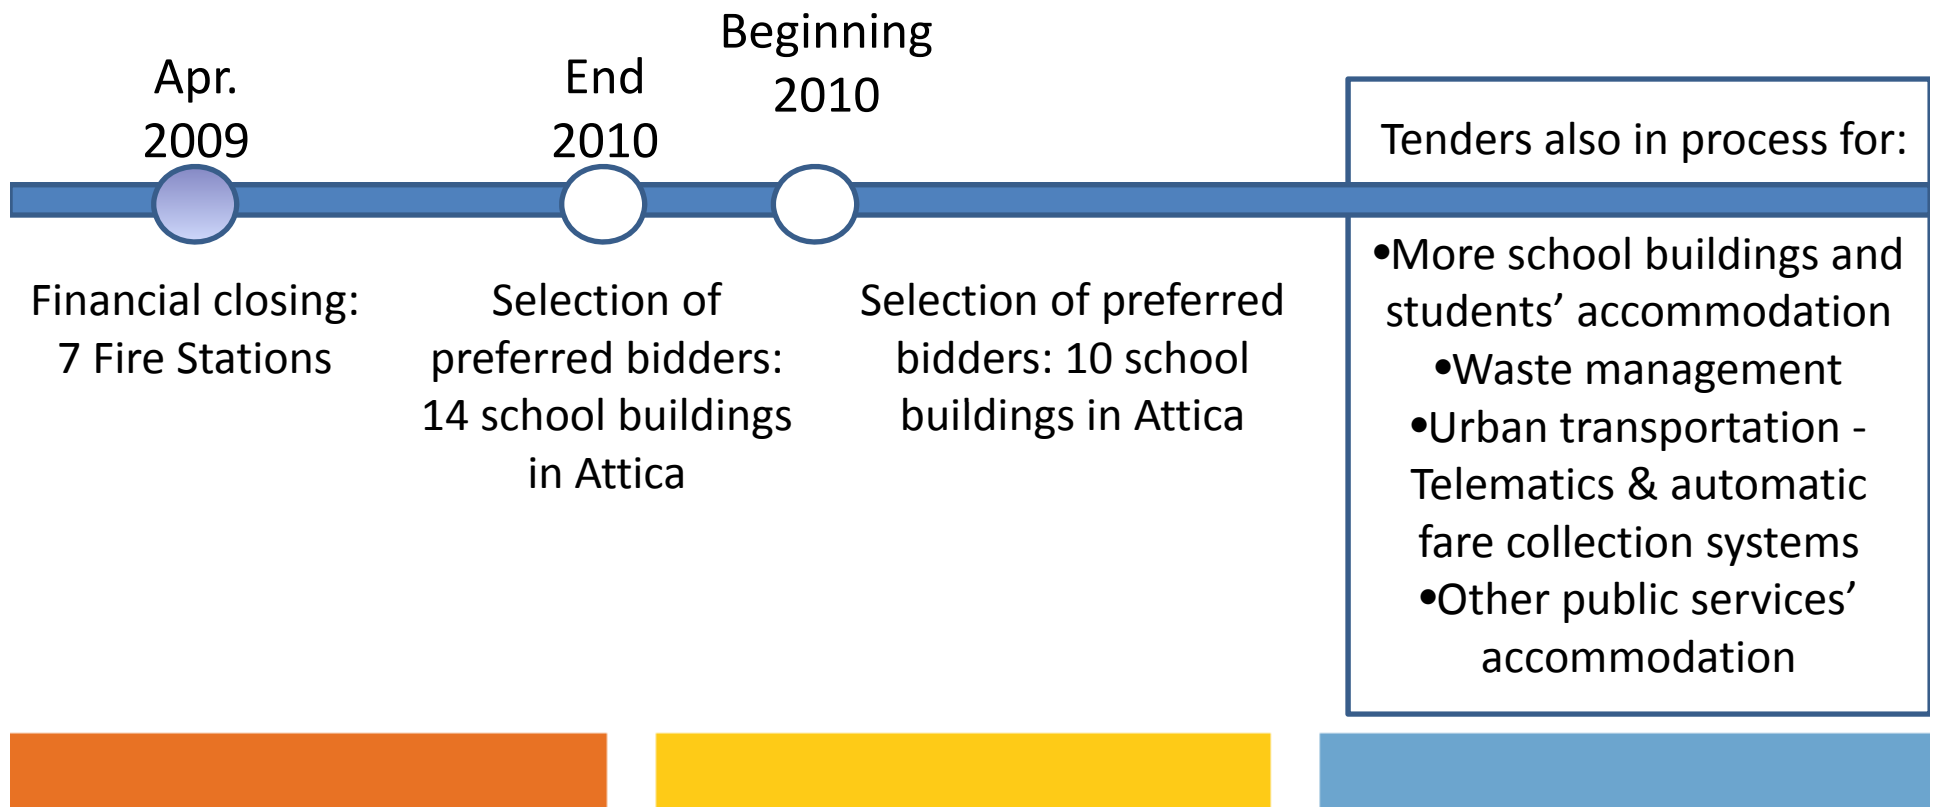 Apr.
2009
Financial closing:
7 Fire Stations
End
2010
Selection of
preferred bidders:
14 school buildings
in Attica
Beginning
2010
Selection of preferred
bidders: 10 school
buildings in Attica
Tenders also in process for:
•More school buildings and
students’ accommodation
•Waste management
•Urban transportation -
Telematics & automatic
fare collection systems
•Other public services’
accommodation